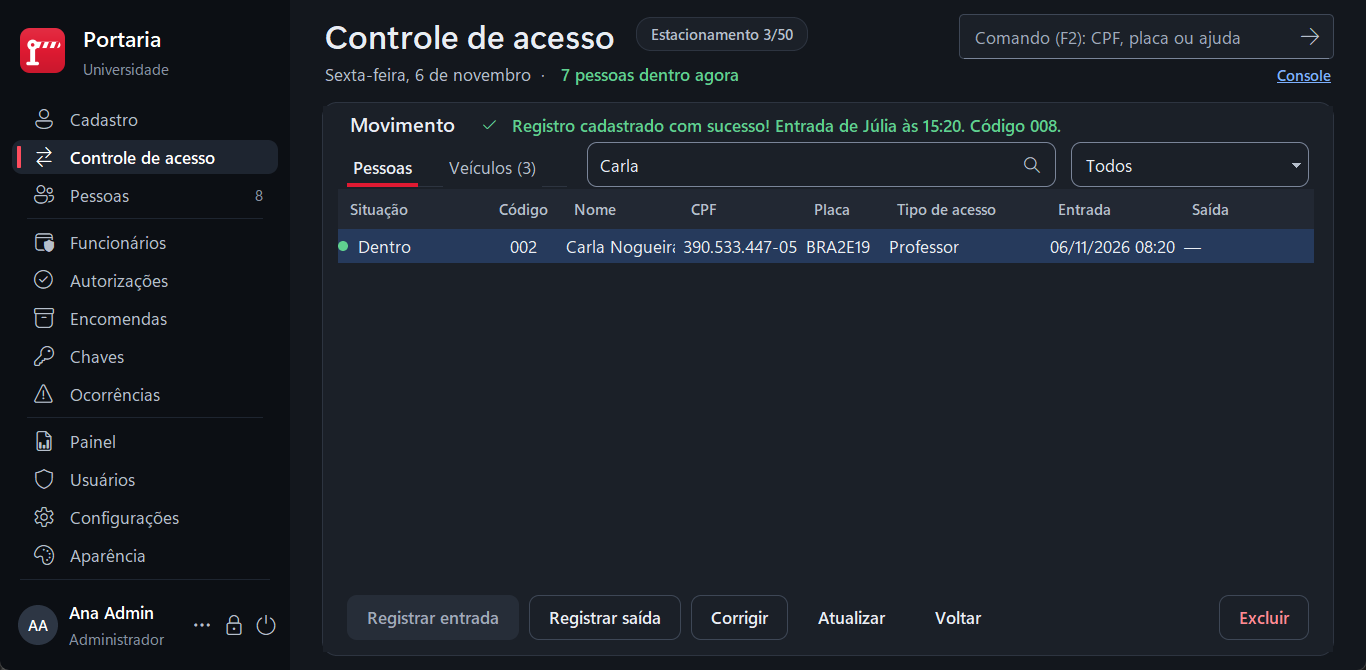 Portaria
Universidade
Cadastro
Controle de acesso
Pessoas 8
Funcionários
Autorizações
Encomendas
Chaves
Ocorrências
Painel
Usuários
Configurações
Aparência
AA
Ana Admin
Administrador
Controle de acesso
Estacionamento 3/50
Comando (F2): CPF, placa ou ajuda
Sexta-feira, 6 de novembro · 7 pessoas dentro agora
Console
Movimento
Registro cadastrado com sucesso! Entrada de Júlia às 15:20. Código 008.
Pessoas
Veículos (3)
Carla
Todos
Situação Código Nome CPF Placa Tipo de acesso Entrada Saída
Dentro 002 Carla Nogueira 390.533.447-05 BRA2E19 Professor 06/11/2026 08:20 —
Registrar entrada
Registrar saída
Corrigir
Atualizar
Voltar
Excluir